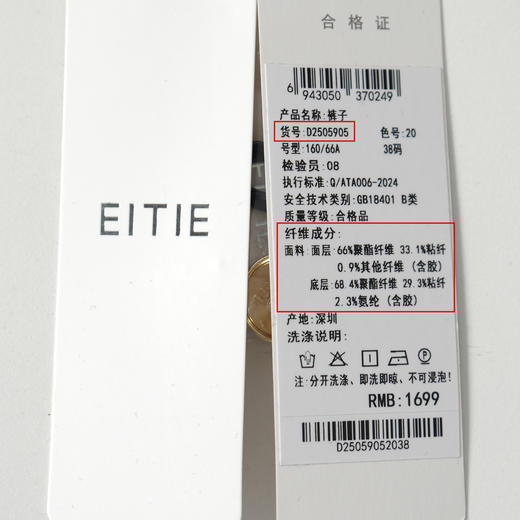 EITIE
合格证
6 943050 370249
产品名称:裤子
货号:D2505905 色号:20
号型:160/66A 38码
检验员:08
执行标准:Q/ATA006-2024
安全技术类别:GB18401 B类
质量等级:合格品
纤维成分:
面料:面层:66%聚酯纤维 33.1%粘纤
0.9%其他纤维(含胶)
底层:68.4%聚酯纤维 29.3%粘纤
2.3%氨纶(含胶)
产地:深圳
洗涤说明:
注:分开洗涤、即洗即晾、不可浸泡!
RMB:1699
D25059052038